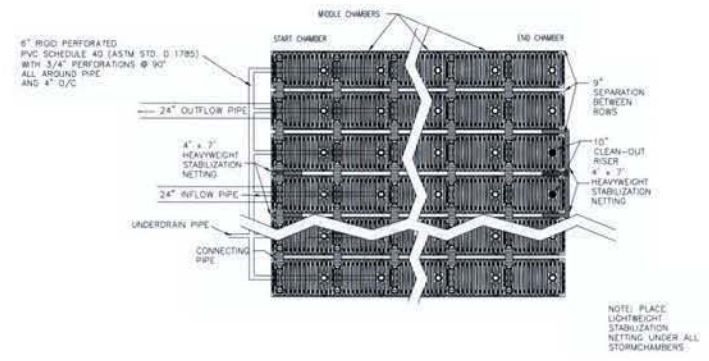 MIDDLE CHAMBERS
START CHAMBER
END CHAMBER
6" RIGID PERFORATED
PVC SCHEDULE 40 (ASTM STD. D 1785)
WITH 3/4" PERFORATIONS @ 90°
ALL AROUND PIPE
AND 4" O/C
24" OUTFLOW PIPE
4' x 7'
HEAVYWEIGHT
STABILIZATION
NETTING
24" INFLOW PIPE
UNDERDRAIN PIPE
CONNECTING
PIPE
9"
SEPARATION
BETWEEN
ROWS
10"
CLEAN-OUT
RISER
4' x 7'
HEAVYWEIGHT
STABILIZATION
NETTING
NOTE: PLACE
LIGHTWEIGHT
STABILIZATION
NETTING UNDER ALL
STORMCHAMBERS